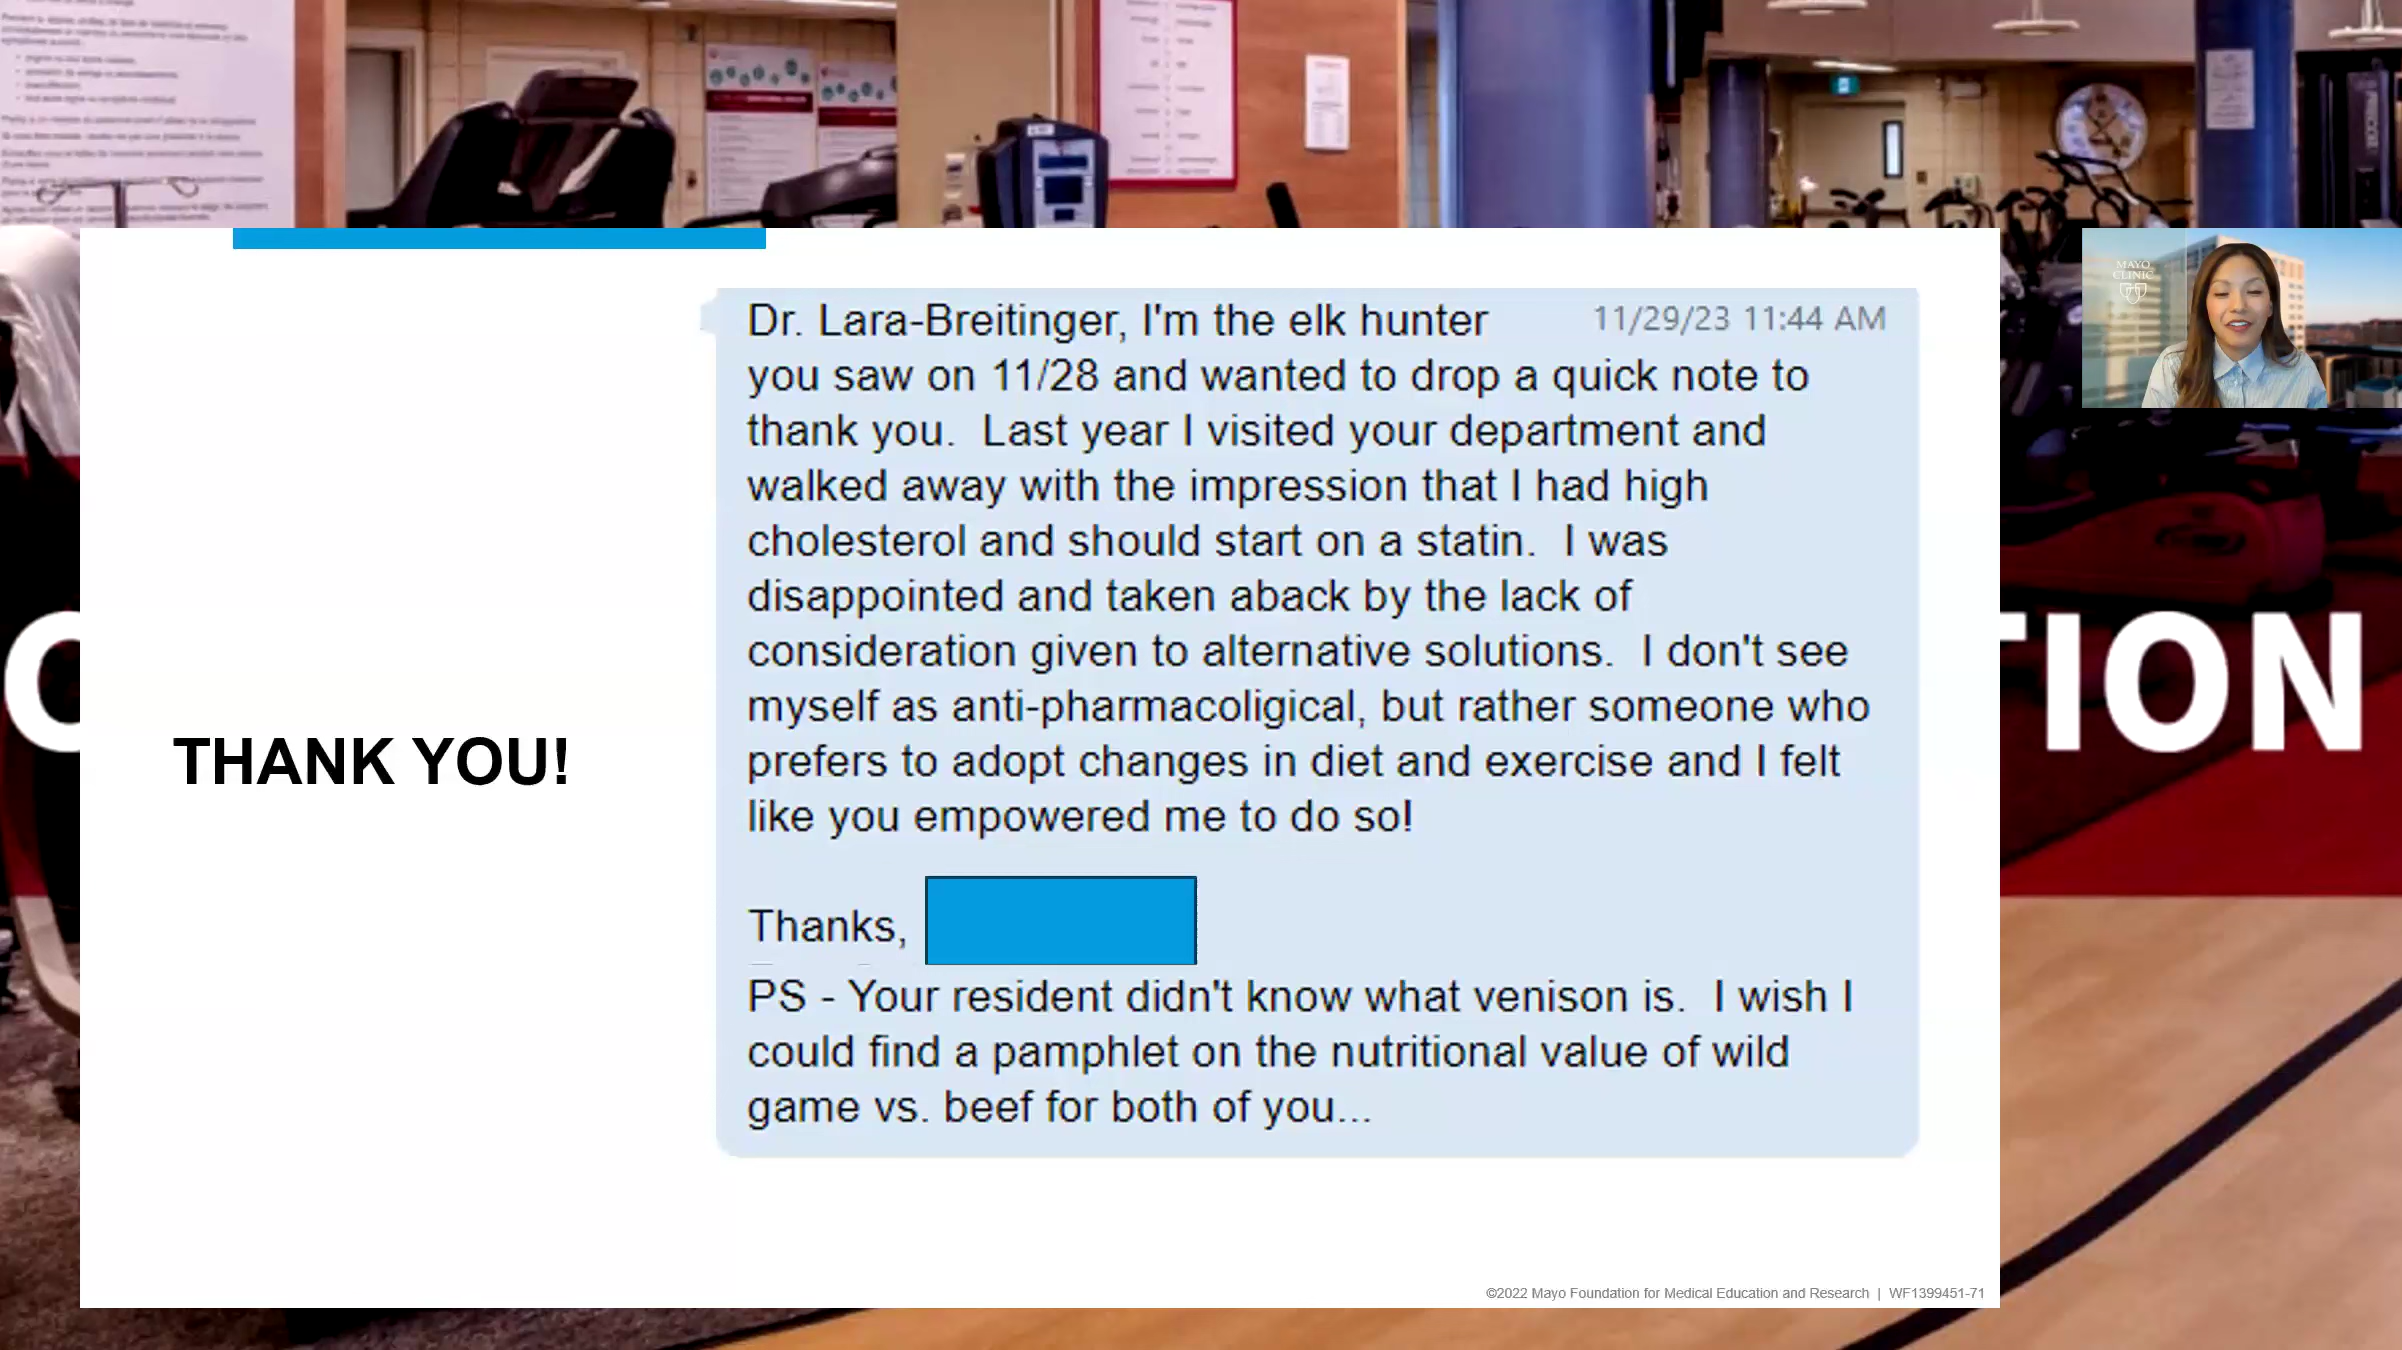 MAYO
CLINIC
Dr. Lara-Breitinger, I'm the elk hunter 11/29/23 11:44 AM
you saw on 11/28 and wanted to drop a quick note to
thank you. Last year I visited your department and
walked away with the impression that I had high
cholesterol and should start on a statin. I was
disappointed and taken aback by the lack of
consideration given to alternative solutions. I don't see
myself as anti-pharmacoligical, but rather someone who
prefers to adopt changes in diet and exercise and I felt
like you empowered me to do so!
THANK YOU!
TION
Thanks,
PS - Your resident didn't know what venison is. I wish I
could find a pamphlet on the nutritional value of wild
game vs. beef for both of you...
©2022 Mayo Foundation for Medical Education and Research | WF1399451-71